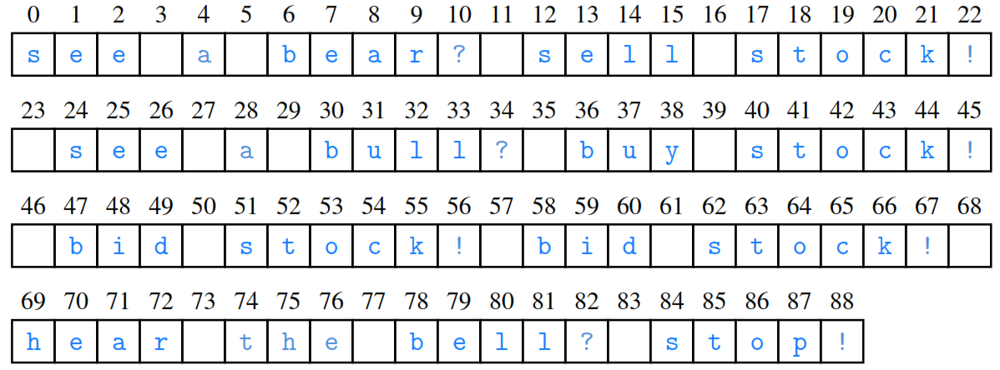 0 1 2 3 4 5 6 7 8 9 10 11 12 13 14 15 16 17 18 19 20 21 22
s e e a b e a r ? s e l l s t o c k !
23 24 25 26 27 28 29 30 31 32 33 34 35 36 37 38 39 40 41 42 43 44 45
s e e a b u l l ? b u y s t o c k !
46 47 48 49 50 51 52 53 54 55 56 57 58 59 60 61 62 63 64 65 66 67 68
b i d s t o c k ! b i d s t o c k !
69 70 71 72 73 74 75 76 77 78 79 80 81 82 83 84 85 86 87 88
h e a r t h e b e l l ? s t o p !